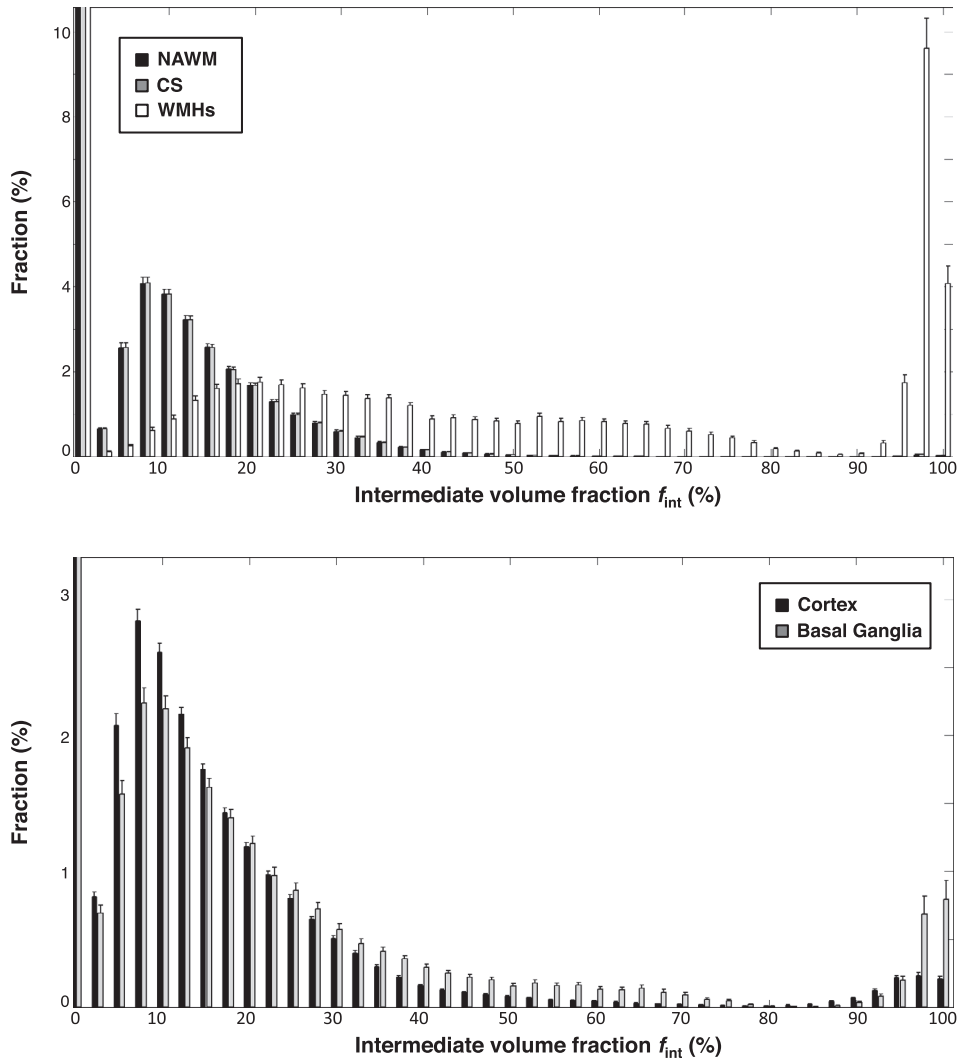 10
8
6
4
2
0
Fraction (%)
NAWM
CS
WMHs
0 10 20 30 40 50 60 70 80 90 100
Intermediate volume fraction fint (%)
3
2
1
0
Fraction (%)
Cortex
Basal Ganglia
0 10 20 30 40 50 60 70 80 90 100
Intermediate volume fraction fint (%)